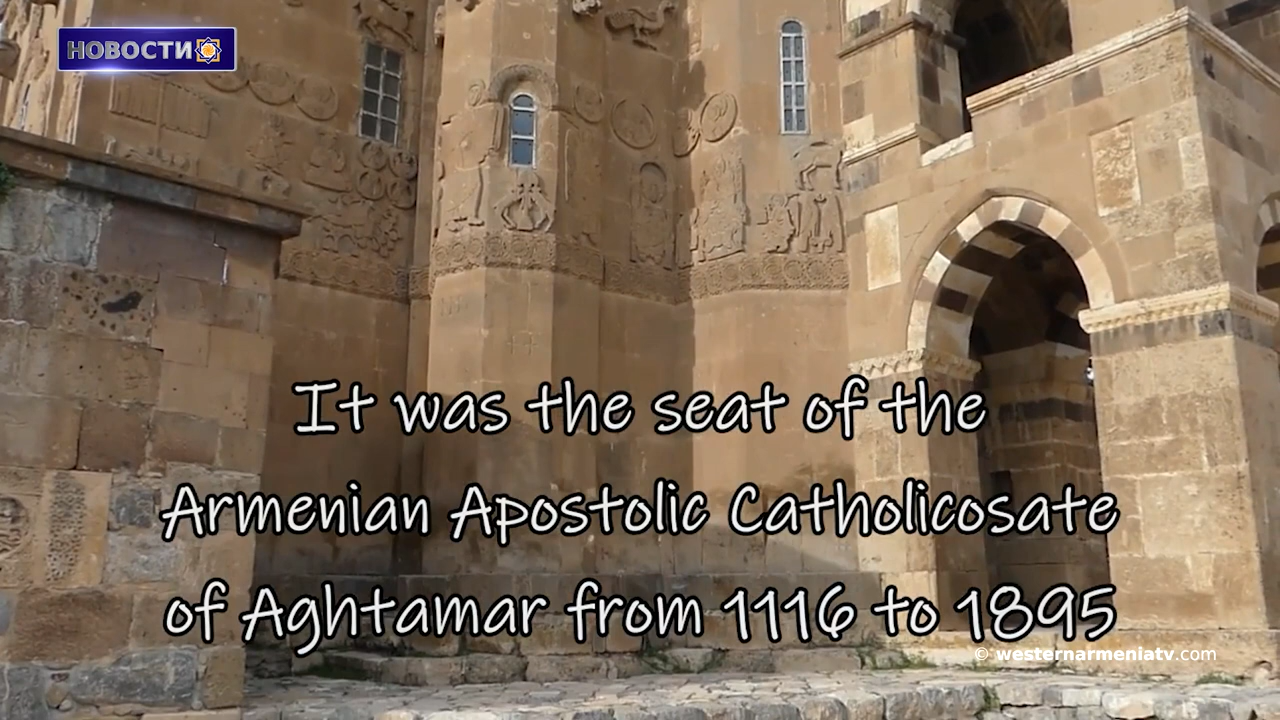 НОВОСТИ
It was the seat of the
Armenian Apostolic Catholicosate
of Aghtamar from 1116 to 1895
© westernarmeniatv.com